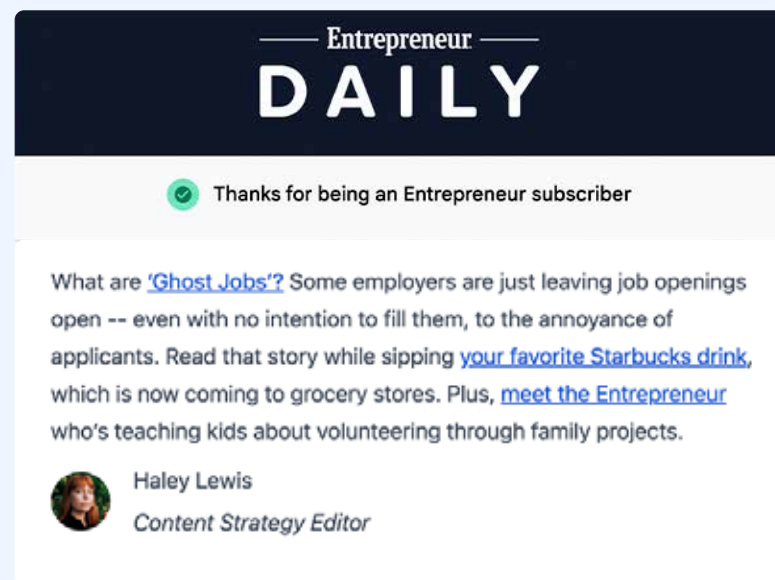 Entrepreneur
DAILY
Thanks for being an Entrepreneur subscriber
What are 'Ghost Jobs'? Some employers are just leaving job openings
open -- even with no intention to fill them, to the annoyance of
applicants. Read that story while sipping your favorite Starbucks drink,
which is now coming to grocery stores. Plus, meet the Entrepreneur
who's teaching kids about volunteering through family projects.
Haley Lewis
Content Strategy Editor